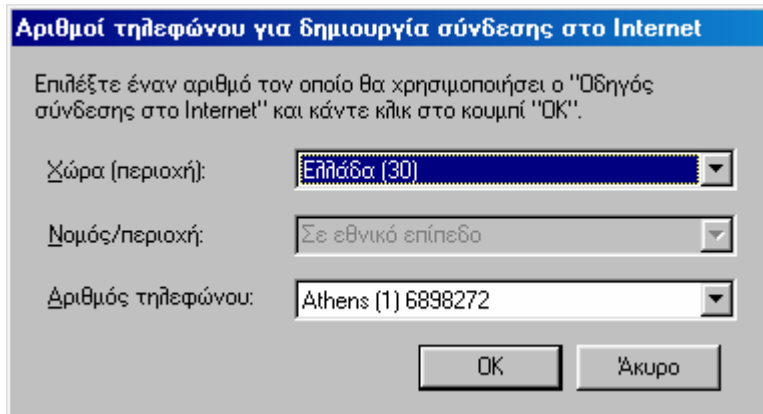 Αριθμοί τηλεφώνου για δημιουργία σύνδεσης στο Internet
Επιλέξτε έναν αριθμό τον οποίο θα χρησιμοποιήσει ο "Οδηγός
σύνδεσης στο Internet" και κάντε κλικ στο κουμπί "OK".
Χώρα (περιοχή): Ελλάδα (30)
Νομός/περιοχή: Σε εθνικό επίπεδο
Αριθμός τηλεφώνου: Athens (1) 6898272
OK Άκυρο